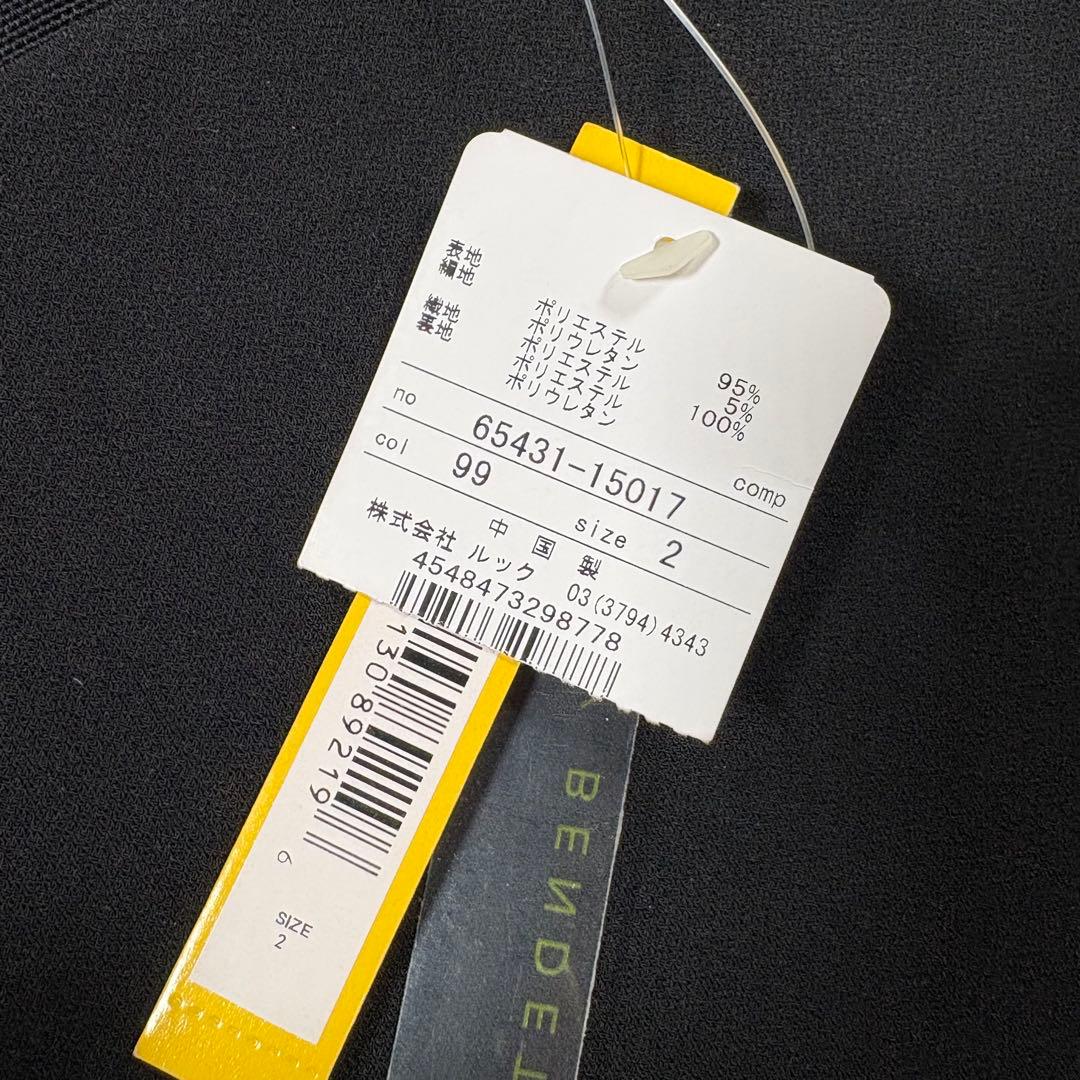 表地
編地
織地
裏地
ポリエステル 95%
ポリウレタン 5%
ポリエステル 100%
ポリエステル
ポリウレタン
no 65431-15017 comp
col 99 size 2
中国製
株式会社 ルック 03(3794)4343
4548473298778
13089219
6
SIZE
2
BENDET